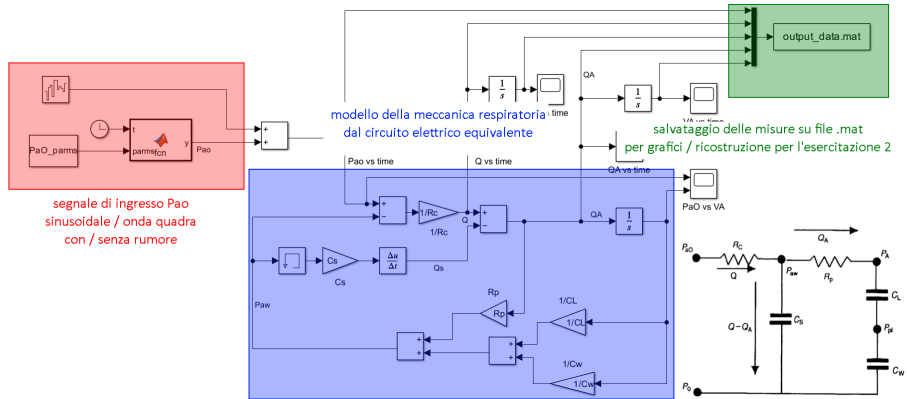 output_data.mat
QA
1
s
1
s
Q vs time
VA vs time
modello della meccanica respiratoria
dal circuito elettrico equivalente
salvataggio delle misure su file .mat
per grafici / ricostruzione per l'esercitazione 2
PaO_parms
t
parms
fcn
y
Pao
+
+
Pao vs time
Q vs time
QA vs time
segnale di ingresso Pao
sinusoidale / onda quadra
con / senza rumore
PaO vs VA
+
−
1/Rc
1/Rc
Q
+
−
QA
1
s
Cs
Cs
Δu
Δt
Qs
Paw
Rp
Rp
1/CL
1/CL
+
+
+
+
1/Cw
1/Cw
PaO
RC
Q
Paw
QA
Rp
PA
CL
Q-QA
CS
Ppl
CW
P0